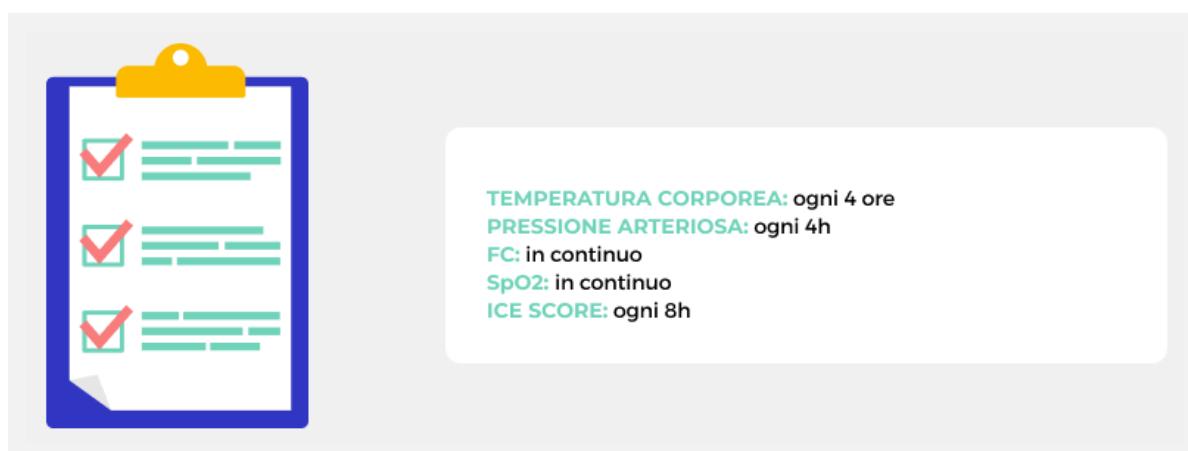 TEMPERATURA CORPOREA: ogni 4 ore
PRESSIONE ARTERIOSA: ogni 4h
FC: in continuo
SpO2: in continuo
ICE SCORE: ogni 8h